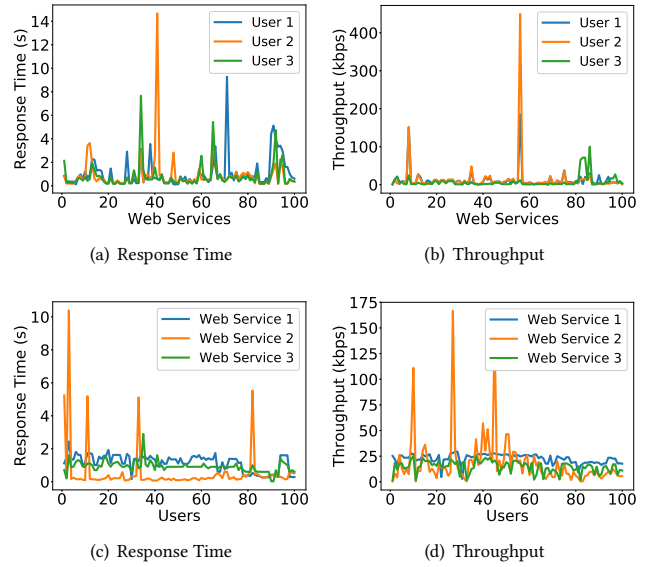 14
12
10
8
6
4
2
0
Response Time (s)
User 1
User 2
User 3
0 20 40 60 80 100
Web Services
(a) Response Time
400
300
200
100
0
Throughput (kbps)
User 1
User 2
User 3
0 20 40 60 80 100
Web Services
(b) Throughput
10
8
6
4
2
0
Response Time (s)
Web Service 1
Web Service 2
Web Service 3
0 20 40 60 80 100
Users
(c) Response Time
175
150
125
100
75
50
25
0
Throughput (kbps)
Web Service 1
Web Service 2
Web Service 3
0 20 40 60 80 100
Users
(d) Throughput